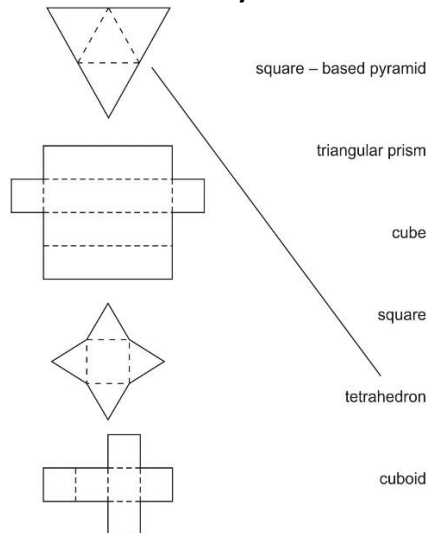 square – based pyramid
triangular prism
cube
square
tetrahedron
cuboid